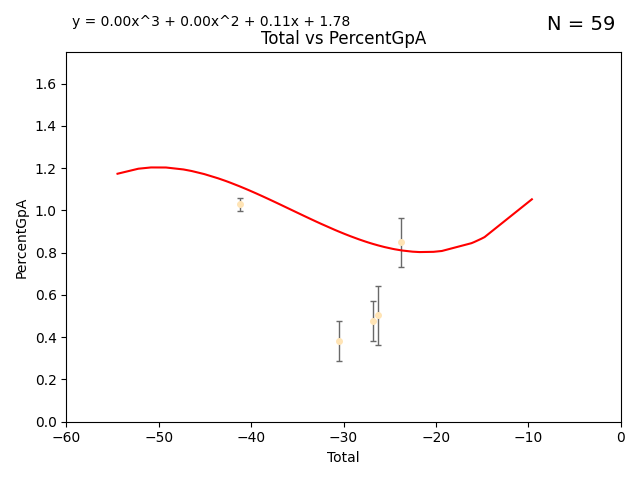 y = 0.00x^3 + 0.00x^2 + 0.11x + 1.78
N = 59
Total vs PercentGpA
1.6
1.4
1.2
1.0
0.8
0.6
0.4
0.2
0.0
PercentGpA
−60 −50 −40 −30 −20 −10 0
Total